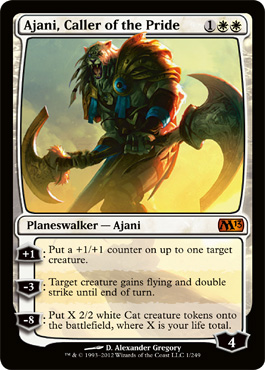 Ajani, Caller of the Pride 1
Planeswalker — Ajani M13
+1: Put a +1/+1 counter on up to one target
creature.
-3: Target creature gains flying and double
strike until end of turn.
-8: Put X 2/2 white Cat creature tokens onto
the battlefield, where X is your life total.
4
D. Alexander Gregory
™ & © 1993–2012 Wizards of the Coast LLC 1/249